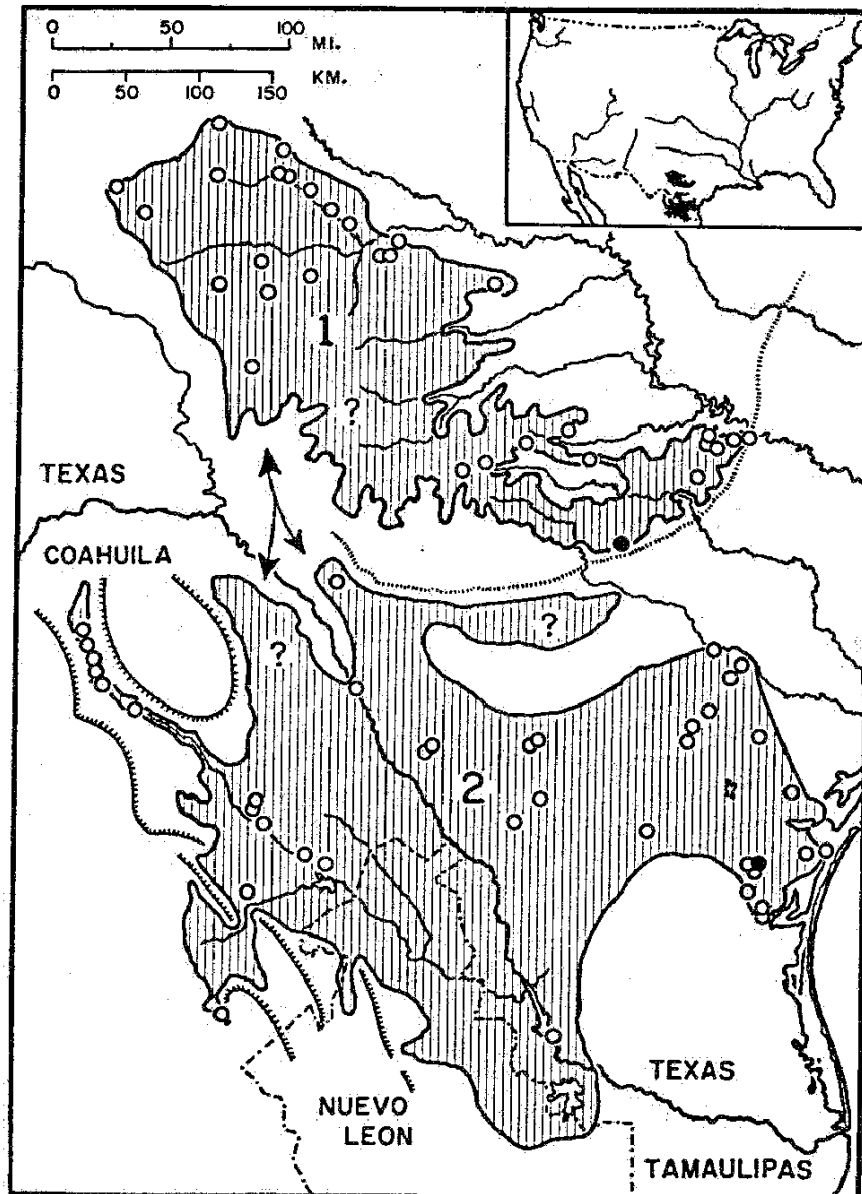 0 50 100 MI.
KM.
0 50 100 150
1
?
TEXAS
COAHUILA
?
?
2
TEXAS
NUEVO
LEON
TAMAULIPAS